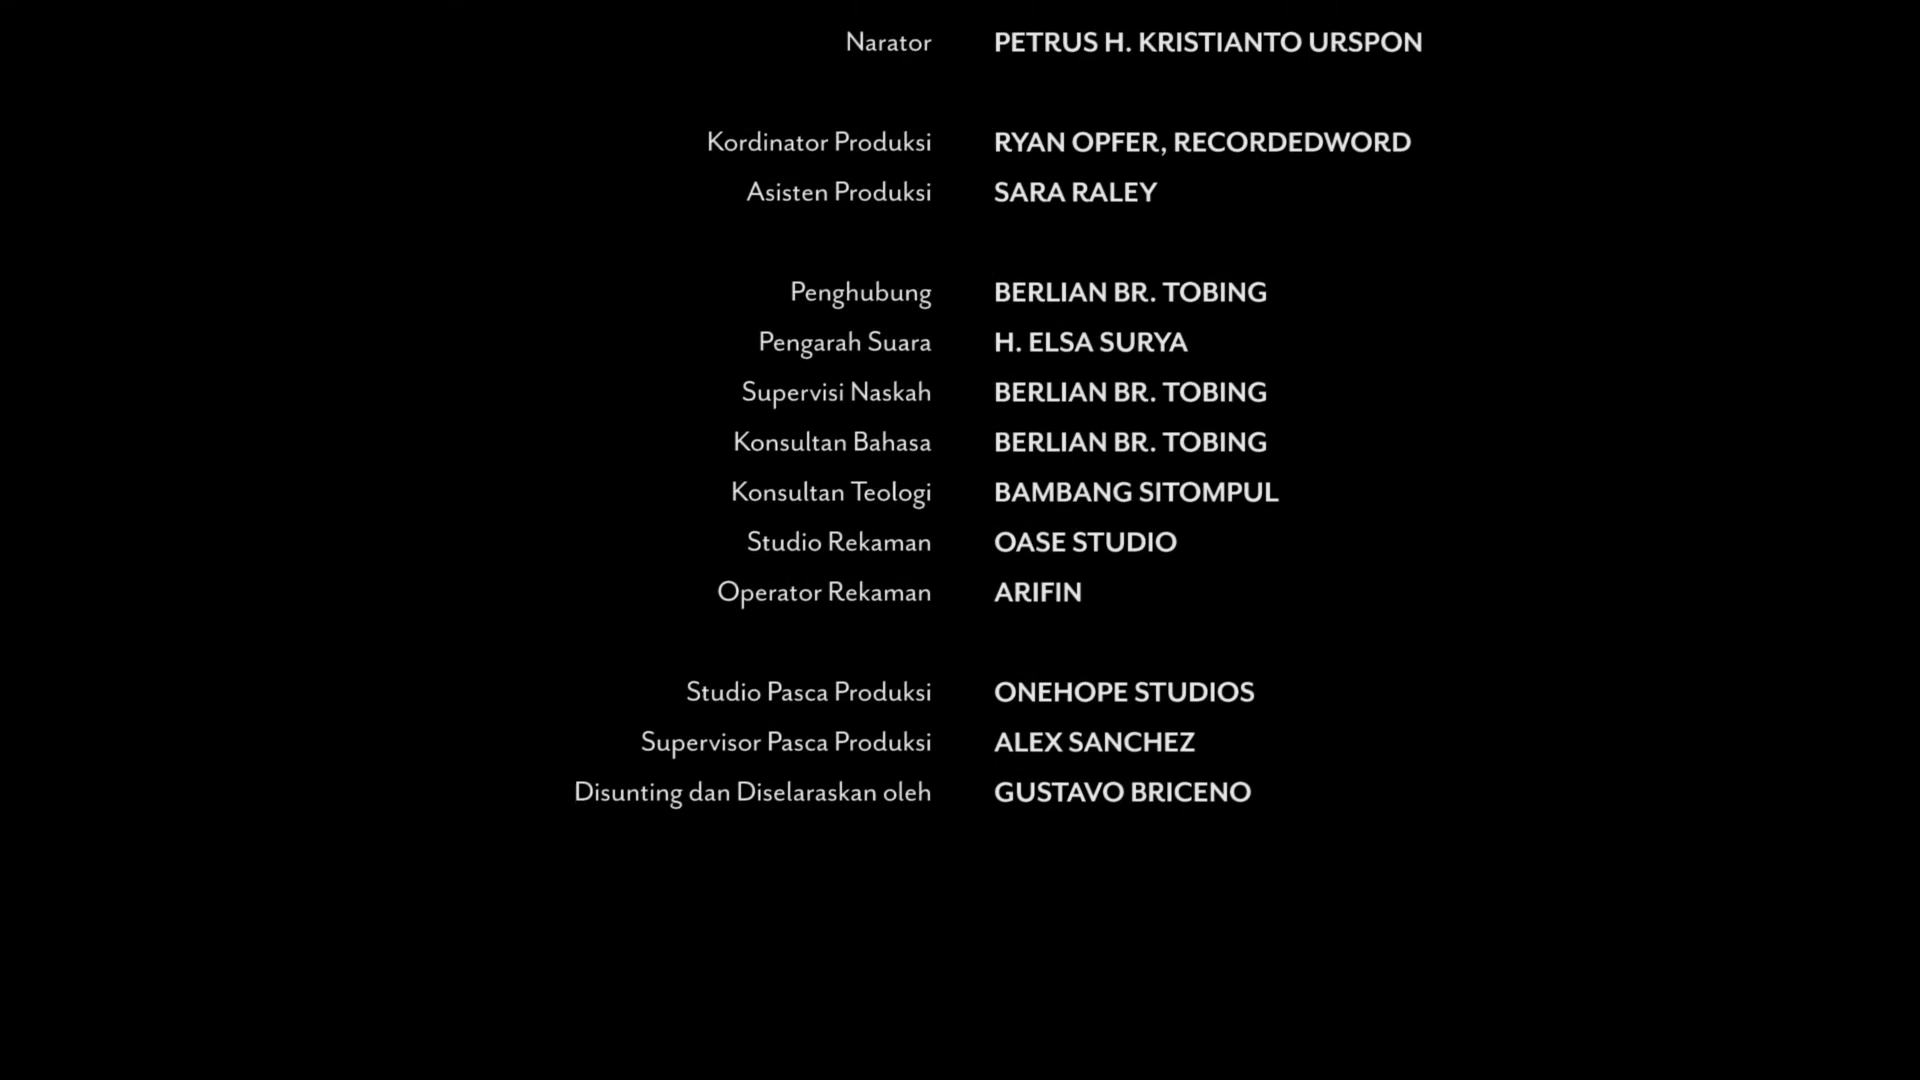 Narator PETRUS H. KRISTIANTO URSPON
Kordinator Produksi RYAN OPFER, RECORDEDWORD
Asisten Produksi SARA RALEY
Penghubung BERLIAN BR. TOBING
Pengarah Suara H. ELSA SURYA
Supervisi Naskah BERLIAN BR. TOBING
Konsultan Bahasa BERLIAN BR. TOBING
Konsultan Teologi BAMBANG SITOMPUL
Studio Rekaman OASE STUDIO
Operator Rekaman ARIFIN
Studio Pasca Produksi ONEHOPE STUDIOS
Supervisor Pasca Produksi ALEX SANCHEZ
Disunting dan Diselaraskan oleh GUSTAVO BRICENO